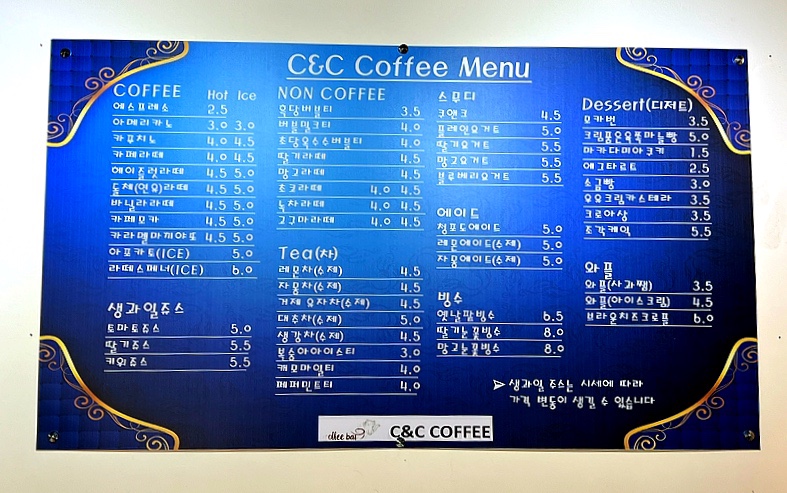 C&C Coffee Menu
COFFEE Hot Ice
에스프레소 2.5
아메리카노 3.0 3.0
카푸치노 4.0 4.5
카페라떼 4.0 4.5
헤이즐럿라떼 4.5 5.0
돌체(연유)라떼 4.5 5.0
바닐라라떼 4.5 5.0
카페모카 4.5 5.0
카라멜마끼야또 4.5 5.0
아포카토(ICE) 5.0
라떼스페너(ICE) 6.0
생과일쥬스
토마토쥬스 5.0
딸기쥬스 5.5
키위쥬스 5.5
NON COFFEE
흑당버블티 3.5
버블밀크티 4.0
초당옥수수버블티 4.0
딸기라떼 4.5
망고라떼 4.5
초코라떼 4.0 4.5
녹차라떼 4.0 4.5
고구마라떼 4.0 4.5
Tea(차)
레몬차(수제) 4.5
자몽차(수제) 4.5
거제유자차(수제) 4.5
대추차(수제) 5.0
생강차(수제) 4.5
복숭아아이스티 3.0
캐모마일티 4.0
페퍼민트티 4.0
스무디
쿠앤크 4.5
플레인요거트 5.0
딸기요거트 5.5
망고요거트 5.5
블루베리요거트 5.5
에이드
청포도에이드 5.0
레몬에이드(수제) 5.0
자몽에이드(수제) 5.0
빙수
옛날팥빙수 6.5
딸기눈꽃빙수 8.0
망고눈꽃빙수 8.0
Dessert(디저트)
모카번 3.5
크림품은육쪽마늘빵 5.0
마카다미아쿠키 1.5
에그타르트 2.5
소금빵 3.0
우유크림카스테라 3.5
크로아상 3.5
조각케익 5.5
와플
와플(사과쨈) 3.5
와플(아이스크림) 4.5
브라운치즈크로플 6.0
➢ 생과일 쥬스는 시세에 따라
가격 변동이 생길 수 있습니다
C&C COFFEE